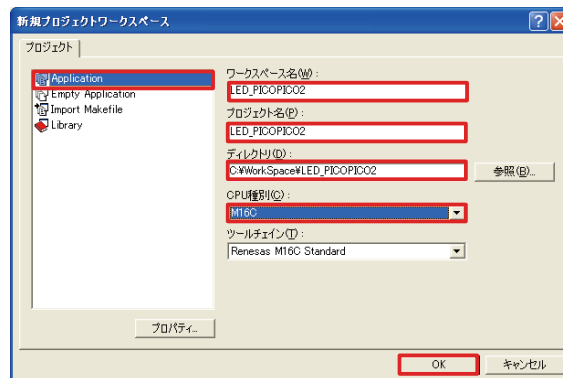 新規プロジェクトワークスペース
プロジェクト
Application
Empty Application
Import Makefile
Library
プロパティ...
ワークスペース名(W):
LED_PICOPICO2
プロジェクト名(P):
LED_PICOPICO2
ディレクトリ(D):
C:¥WorkSpace¥LED_PICOPICO2
参照(B)...
CPU種別(C):
M16C
ツールチェイン(T):
Renesas M16C Standard
OK
キャンセル